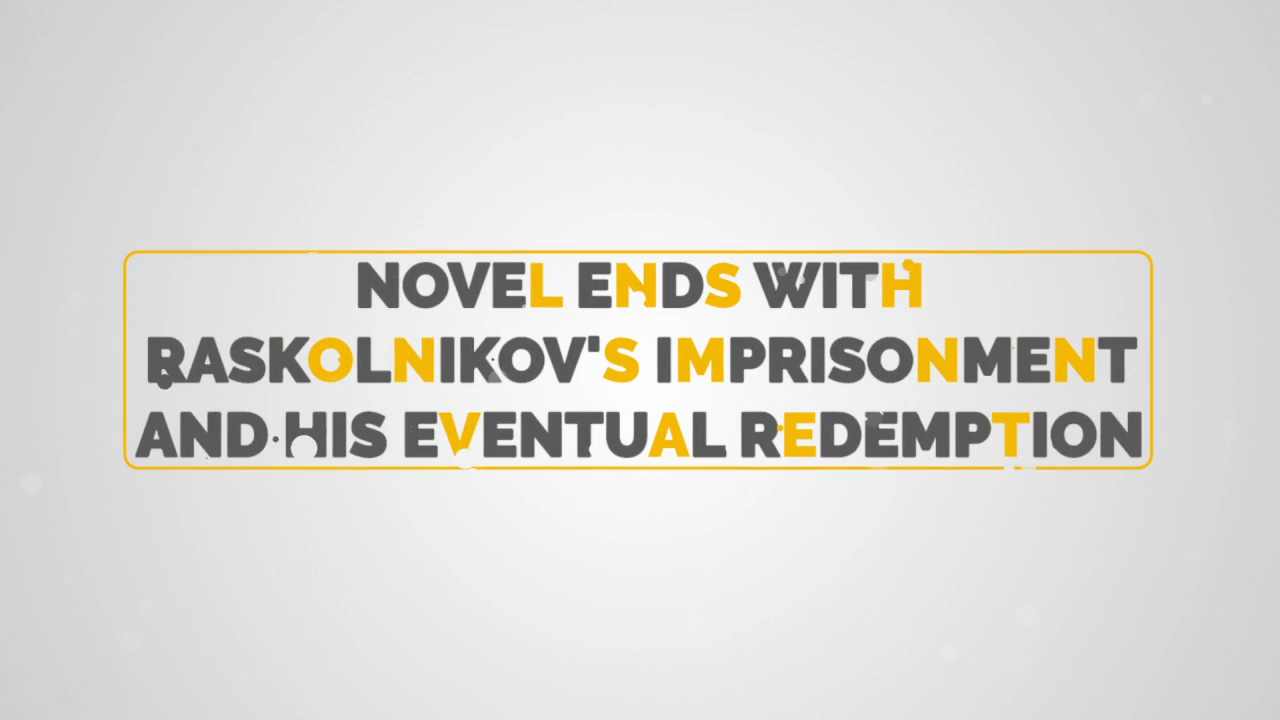 NOVEL ENDS WITH
RASKOLNIKOV'S IMPRISONMENT
AND HIS EVENTUAL REDEMPTION